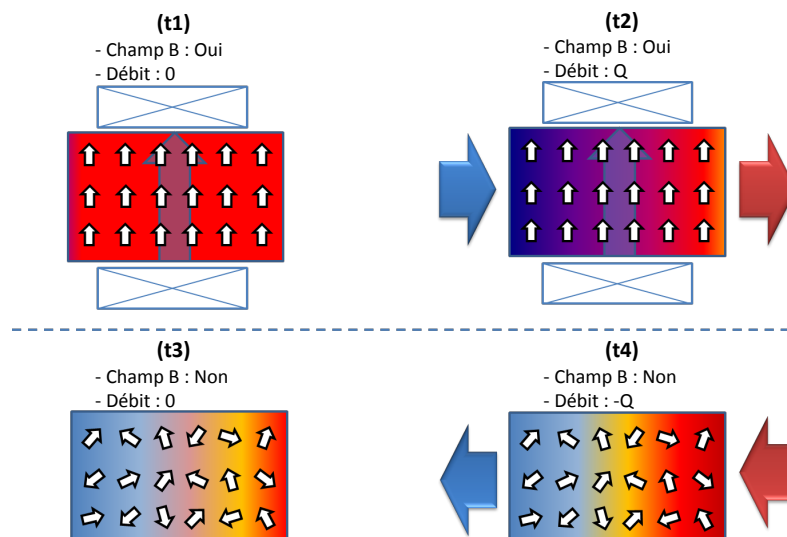 (t1)
- Champ B : Oui
- Débit : 0
(t2)
- Champ B : Oui
- Débit : Q
(t3)
- Champ B : Non
- Débit : 0
(t4)
- Champ B : Non
- Débit : -Q